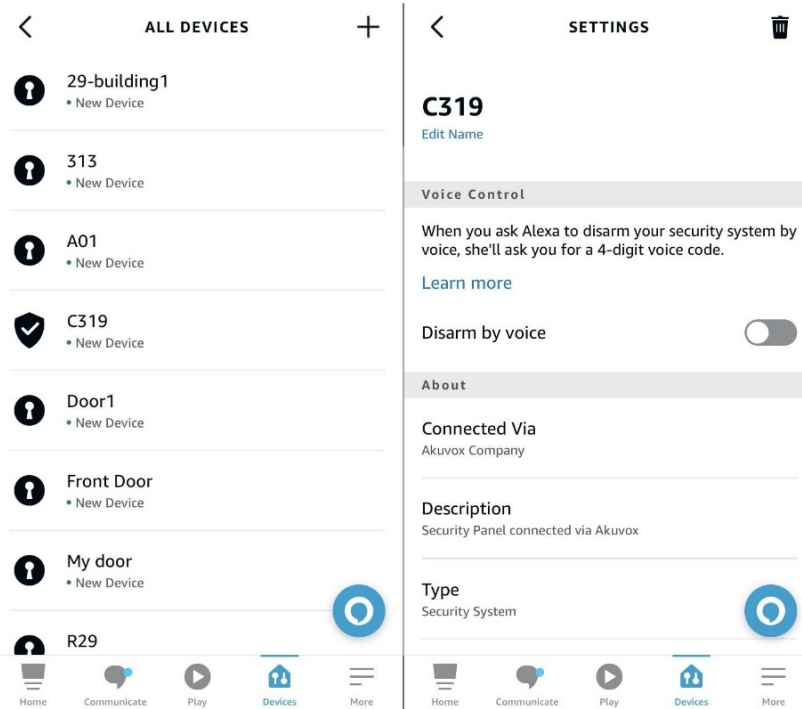 ALL DEVICES
29-building1
New Device
313
New Device
A01
New Device
C319
New Device
Door1
New Device
Front Door
New Device
My door
New Device
R29
Home Communicate Play Devices More
SETTINGS
C319
Edit Name
Voice Control
When you ask Alexa to disarm your security system by
voice, she'll ask you for a 4-digit voice code.
Learn more
Disarm by voice
About
Connected Via
Akuvox Company
Description
Security Panel connected via Akuvox
Type
Security System
Home Communicate Play Devices More